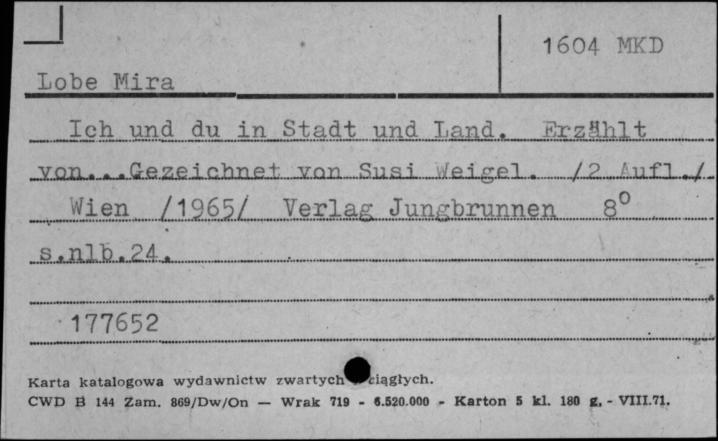 1604 MKD
Lobe Mira
Ich und du in Stadt und Land. Erzählt
von...Gezeichnet von Susi Weigel. /2 Aufl./
Wien /1965/ Verlag Jungbrunnen 8°
s.nlb.24.
177652
Karta katalogowa wydawnictw zwartych ciągłych.
CWD B 144 Zam. 869/Dw/On — Wrak 719 - 6.520.000 - Karton 5 kl. 180 g. - VIII.71.